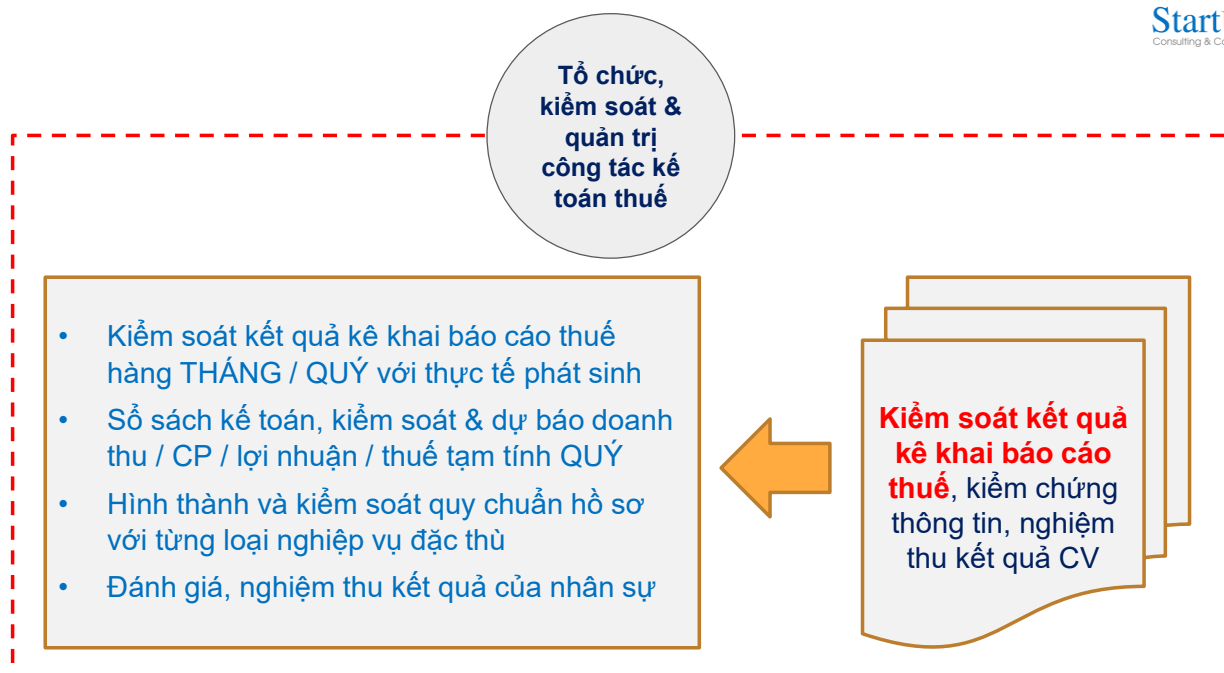 Start
Consulting & Co
Tổ chức,
kiểm soát &
quản trị
công tác kế
toán thuế
• Kiểm soát kết quả kê khai báo cáo thuế
hàng THÁNG / QUÝ với thực tế phát sinh
• Sổ sách kế toán, kiểm soát & dự báo doanh
thu / CP / lợi nhuận / thuế tạm tính QUÝ
• Hình thành và kiểm soát quy chuẩn hồ sơ
với từng loại nghiệp vụ đặc thù
• Đánh giá, nghiệm thu kết quả của nhân sự
Kiểm soát kết quả
kê khai báo cáo
thuế, kiểm chứng
thông tin, nghiệm
thu kết quả CV